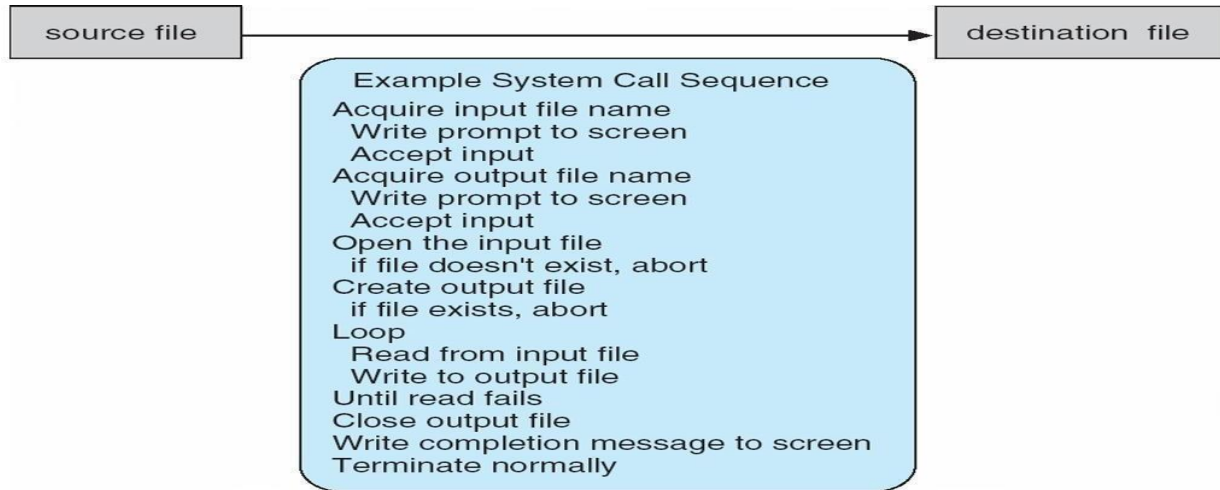 source file
destination file
Example System Call Sequence
Acquire input file name
Write prompt to screen
Accept input
Acquire output file name
Write prompt to screen
Accept input
Open the input file
if file doesn't exist, abort
Create output file
if file exists, abort
Loop
Read from input file
Write to output file
Until read fails
Close output file
Write completion message to screen
Terminate normally